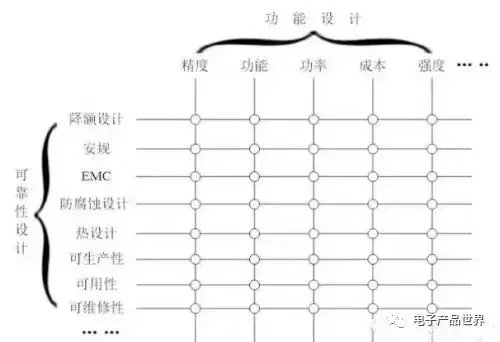 功能设计
精度 功能 功率 成本 强度 ··· ··
可靠性设计
降额设计
安规
EMC
防腐蚀设计
热设计
可生产性
可用性
可维修性
··· ···
电子产品世界